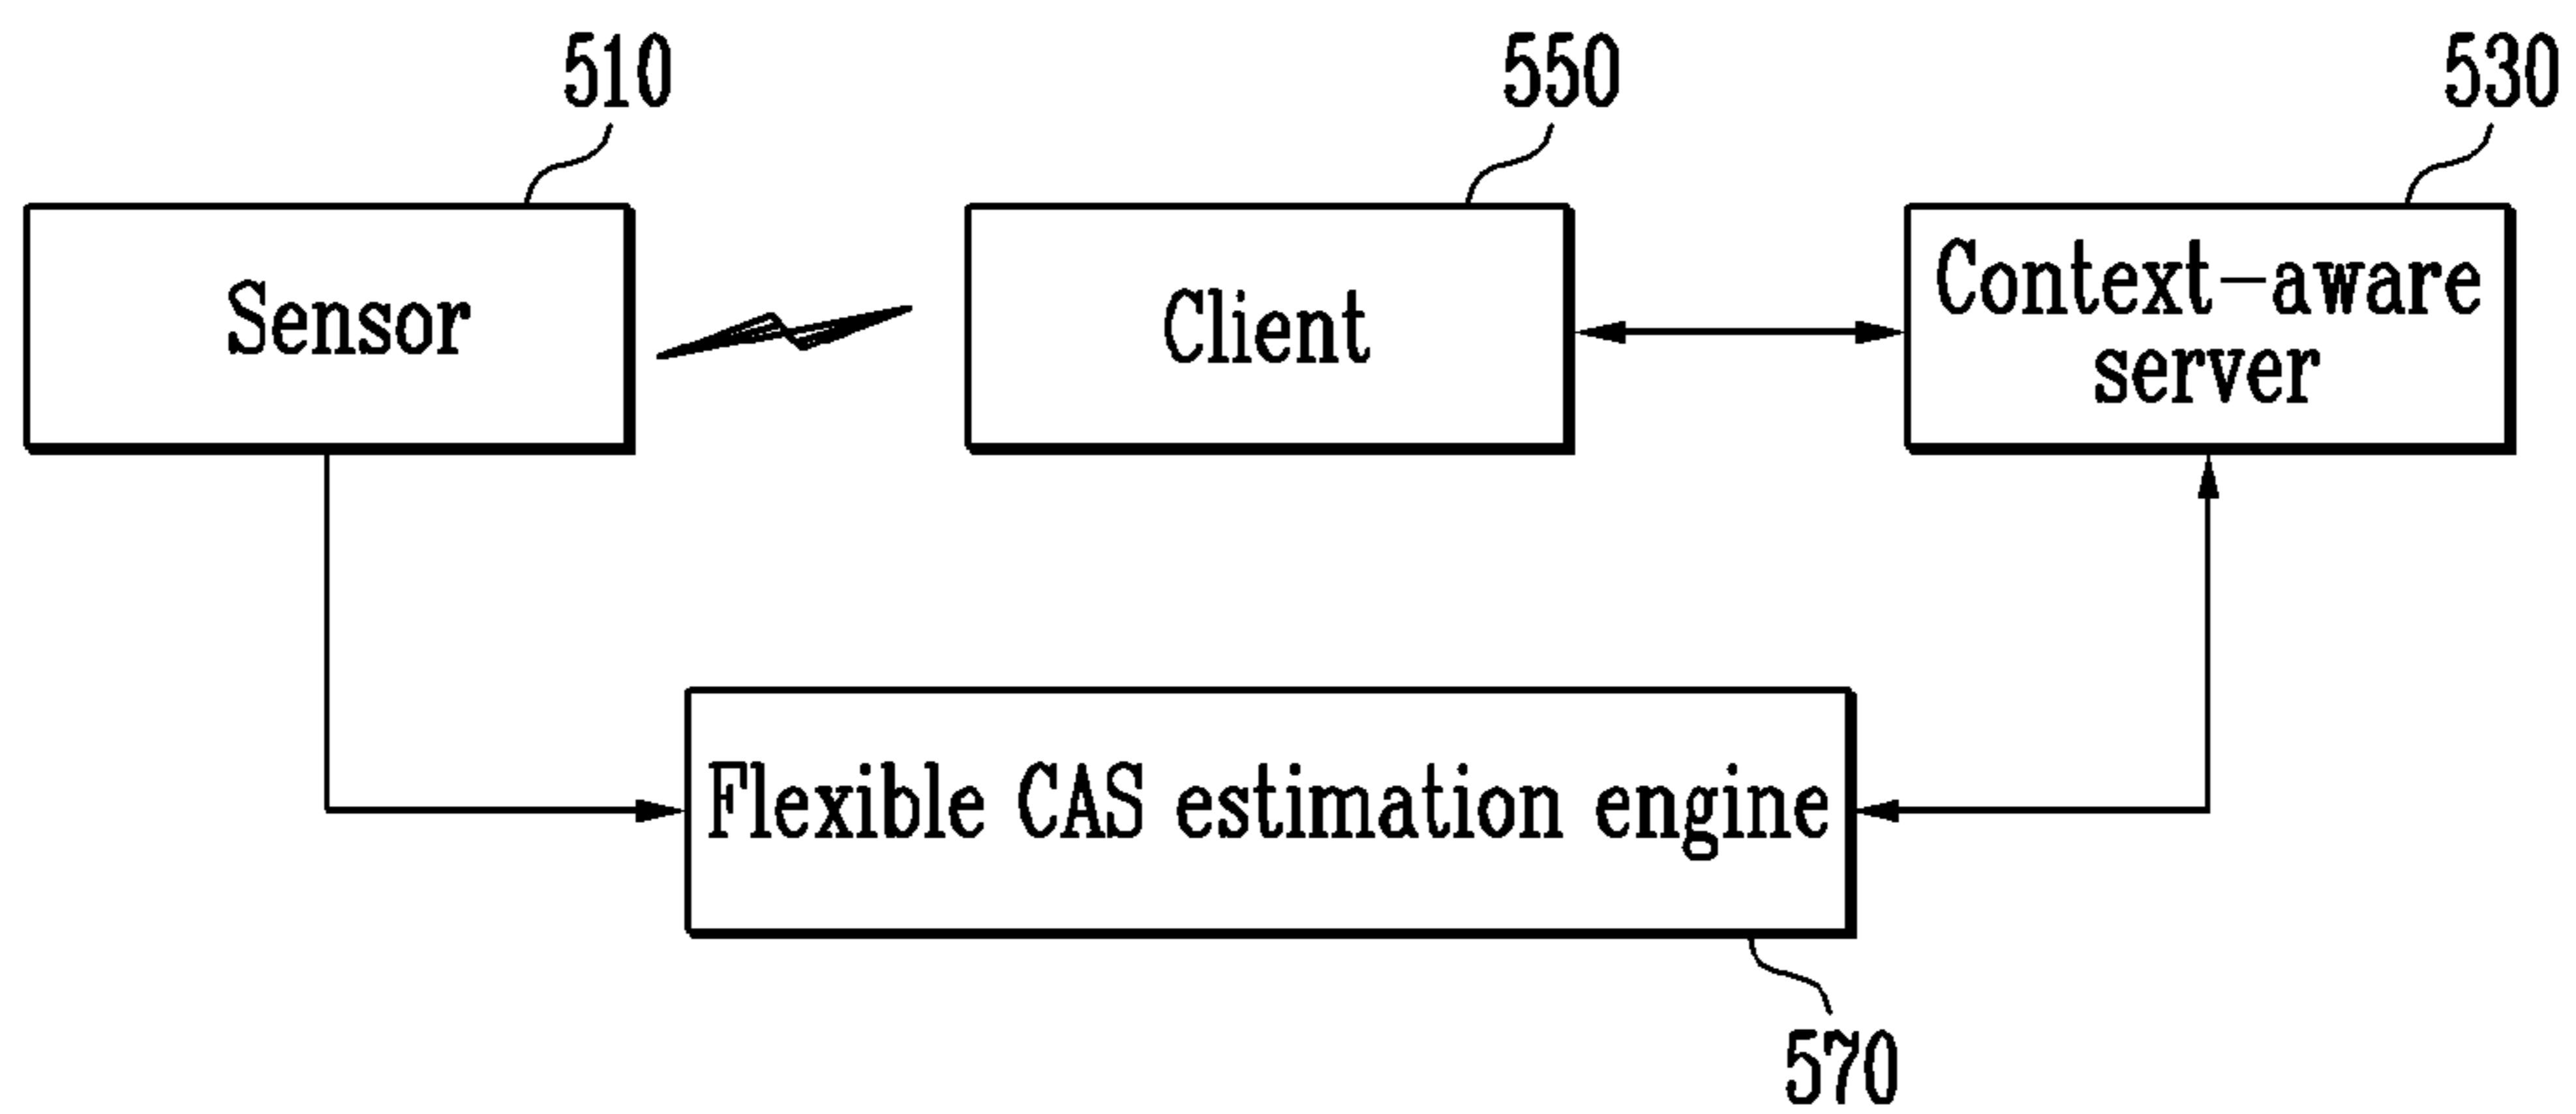 510
550
530
Sensor
Client
Context-aware
server
Flexible CAS estimation engine
570